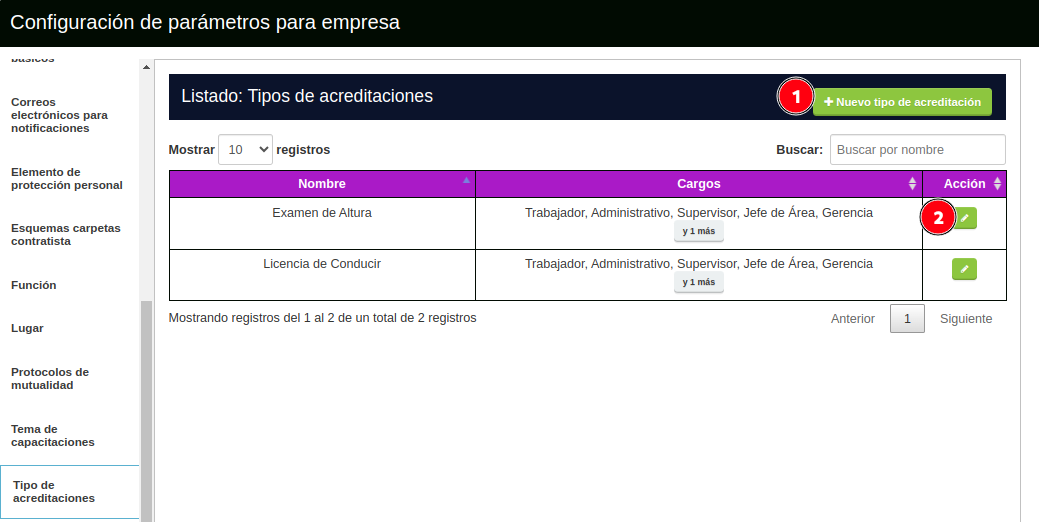 Configuración de parámetros para empresa
básicos
Correos
electrónicos para
notificaciones
Elemento de
protección personal
Esquemas carpetas
contratista
Función
Lugar
Protocolos de
mutualidad
Tema de
capacitaciones
Tipo de
acreditaciones
Listado: Tipos de acreditaciones
1
Nuevo tipo de acreditación
Mostrar 10 registros
Buscar: Buscar por nombre
Nombre Cargos Acción
Examen de Altura Trabajador, Administrativo, Supervisor, Jefe de Área, Gerencia 2
y 1 más
Licencia de Conducir Trabajador, Administrativo, Supervisor, Jefe de Área, Gerencia
y 1 más
Mostrando registros del 1 al 2 de un total de 2 registros
Anterior 1 Siguiente